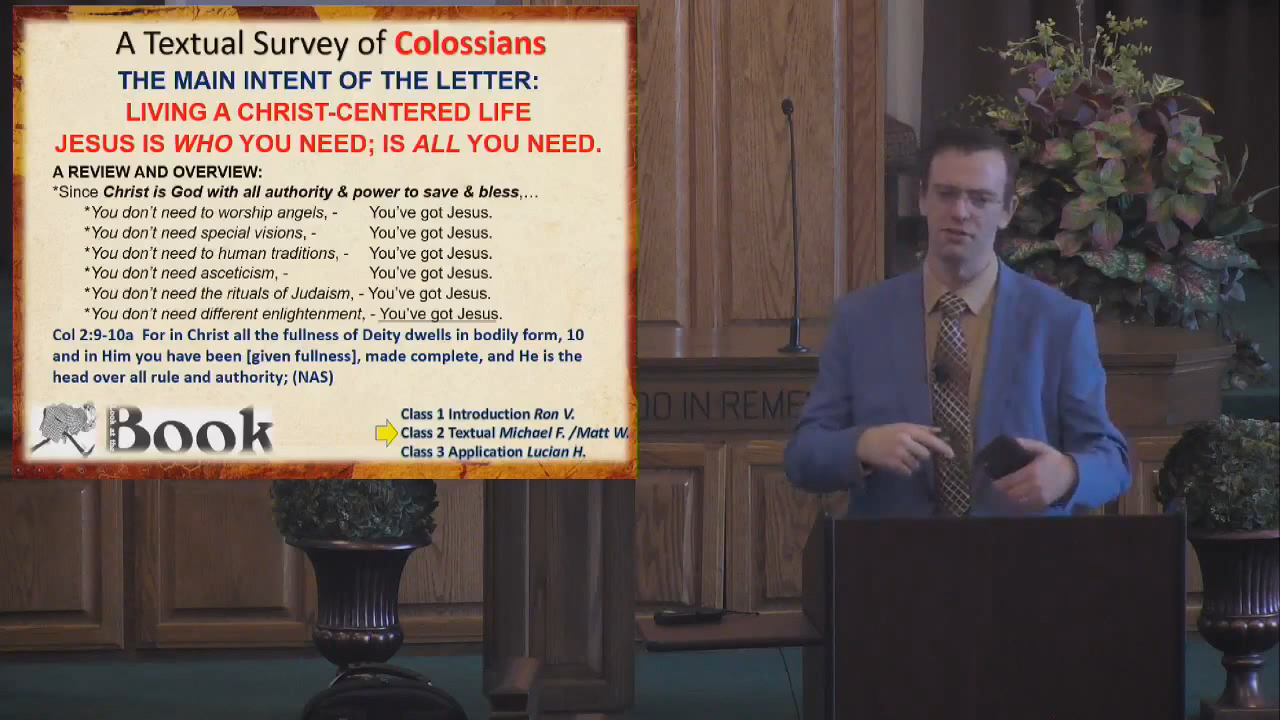 A Textual Survey of Colossians
THE MAIN INTENT OF THE LETTER:
LIVING A CHRIST-CENTERED LIFE
JESUS IS WHO YOU NEED; IS ALL YOU NEED.
A REVIEW AND OVERVIEW:
*Since Christ is God with all authority & power to save & bless,…
*You don't need to worship angels, - You've got Jesus.
*You don't need special visions, - You've got Jesus.
*You don't need to human traditions, - You've got Jesus.
*You don't need asceticism, - You've got Jesus.
*You don't need the rituals of Judaism, - You've got Jesus.
*You don't need different enlightenment, - You've got Jesus.
Col 2:9-10a For in Christ all the fullness of Deity dwells in bodily form, 10
and in Him you have been [given fullness], made complete, and He is the
head over all rule and authority; (NAS)
Look at the
Book
Class 1 Introduction Ron V.
Class 2 Textual Michael F. /Matt W.
Class 3 Application Lucian H.
DO IN REME